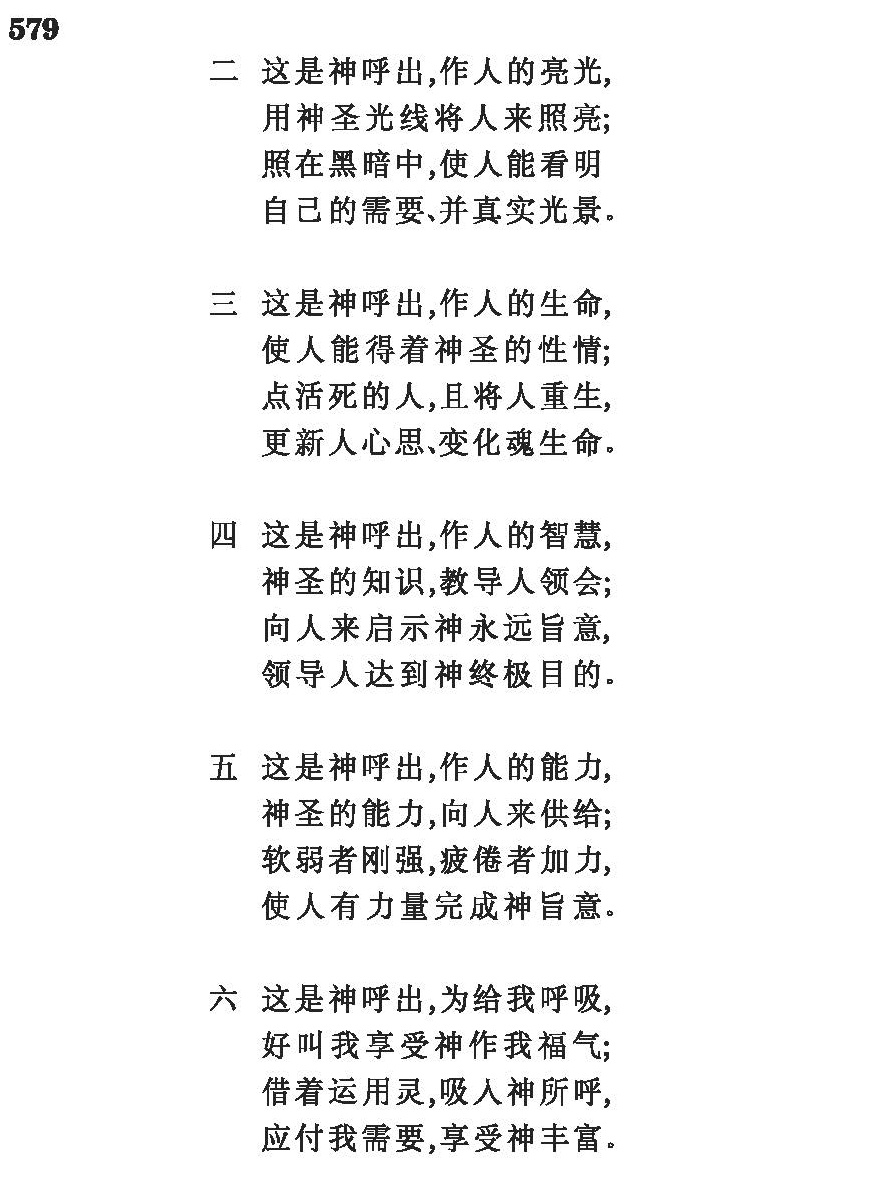 579
二 这是神呼出,作人的亮光,
用神圣光线将人来照亮;
照在黑暗中,使人能看明
自己的需要、并真实光景。
三 这是神呼出,作人的生命,
使人能得着神圣的性情;
点活死的人,且将人重生,
更新人心思、变化魂生命。
四 这是神呼出,作人的智慧,
神圣的知识,教导人领会;
向人来启示神永远旨意,
领导人达到神终极目的。
五 这是神呼出,作人的能力,
神圣的能力,向人来供给;
软弱者刚强,疲倦者加力,
使人有力量完成神旨意。
六 这是神呼出,为给我呼吸,
好叫我享受神作我福气;
借着运用灵,吸入神所呼,
应付我需要,享受神丰富。